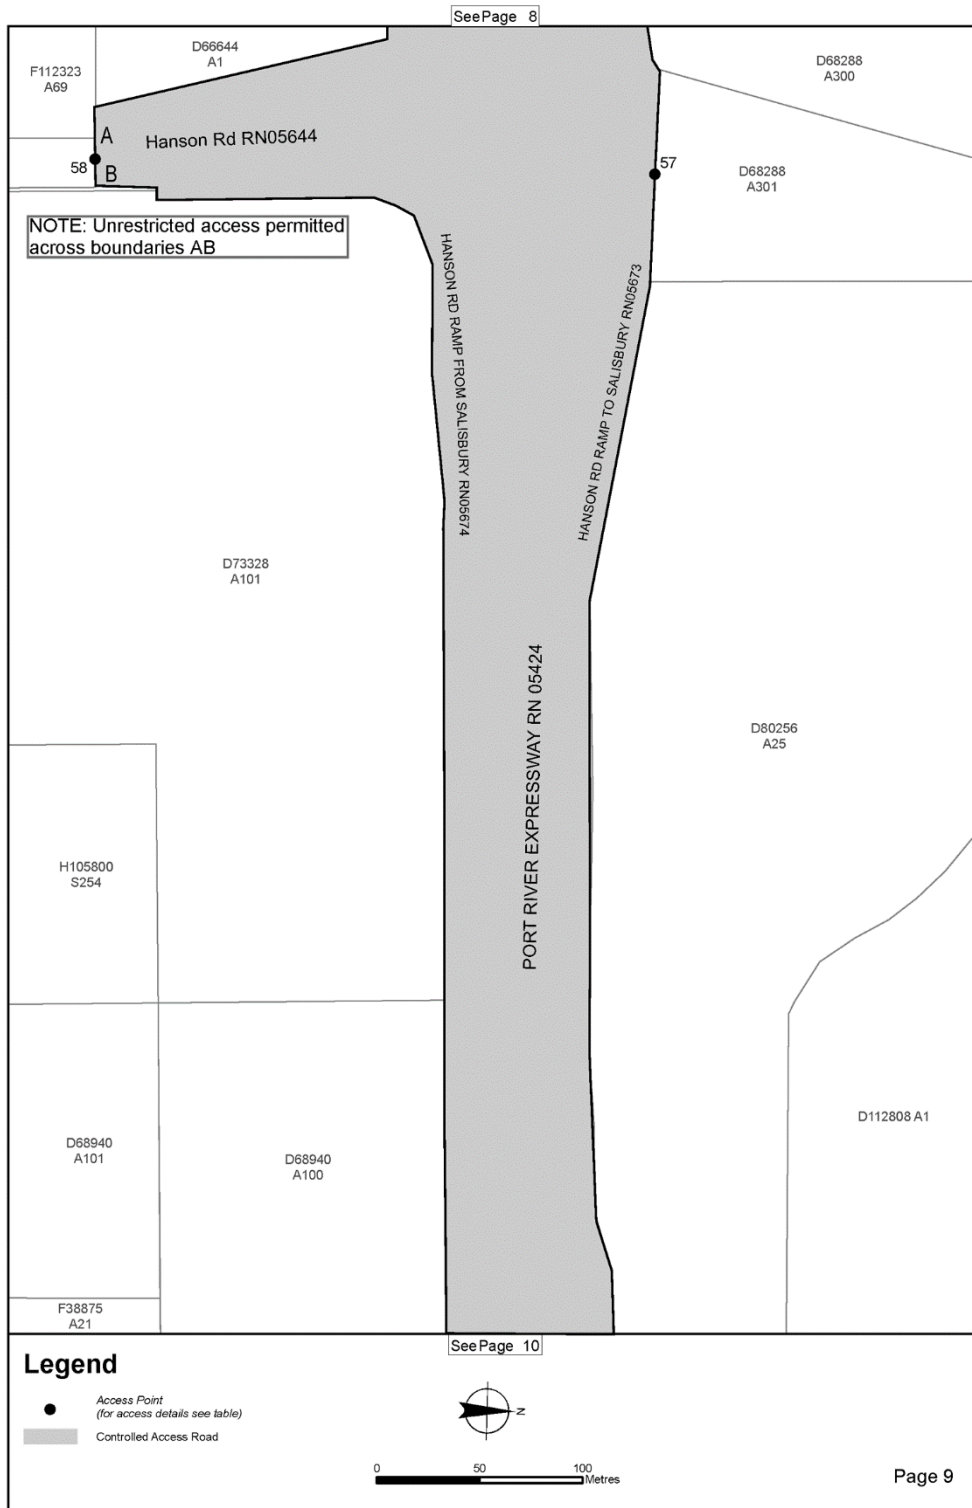 See Page 8
D66644
A1
F112323
A69
D68288
A300
A
Hanson Rd RN05644
58
B
57
D68288
A301
NOTE: Unrestricted access permitted
across boundaries AB
HANSON RD RAMP FROM SALISBURY RN05674
HANSON RD RAMP TO SALISBURY RN05673
D73328
A101
PORT RIVER EXPRESSWAY RN 05424
D80256
A25
H105800
S254
D68940
A101
D68940
A100
D112808 A1
F38875
A21
See Page 10
Legend
Access Point
(for access details see table)
Controlled Access Road
N
0 50 100
Metres
Page 9